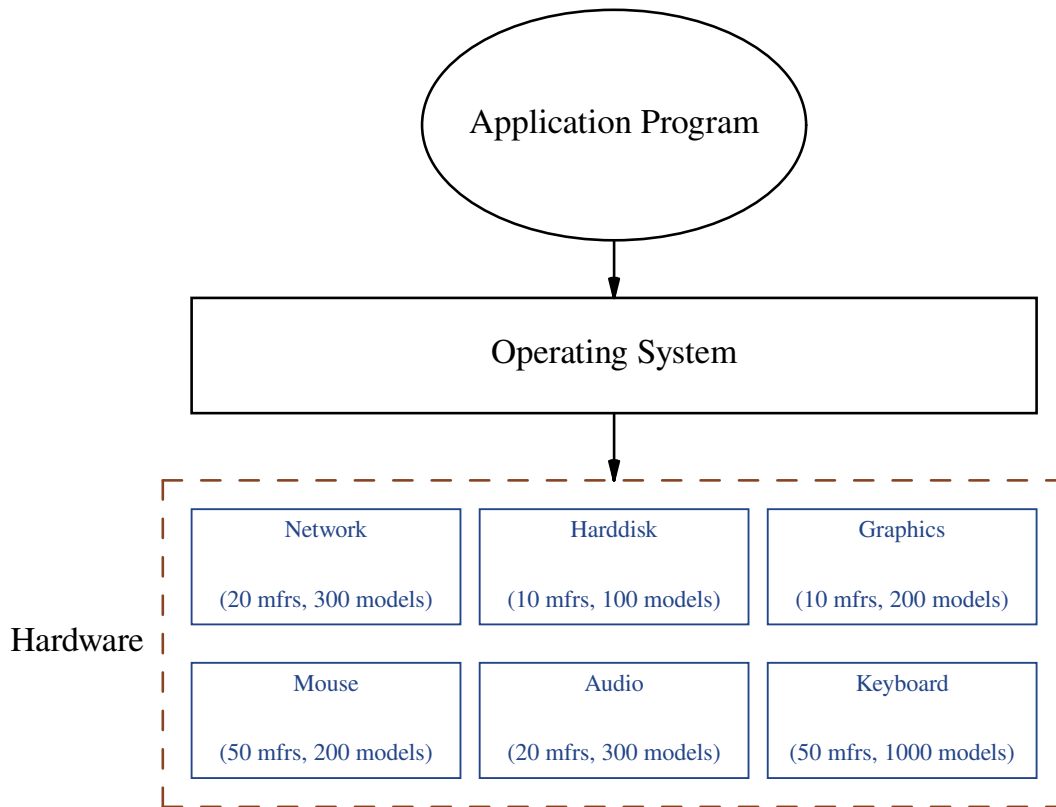 Application Program
Operating System
Hardware
Network
(20 mfrs, 300 models)
Harddisk
(10 mfrs, 100 models)
Graphics
(10 mfrs, 200 models)
Mouse
(50 mfrs, 200 models)
Audio
(20 mfrs, 300 models)
Keyboard
(50 mfrs, 1000 models)